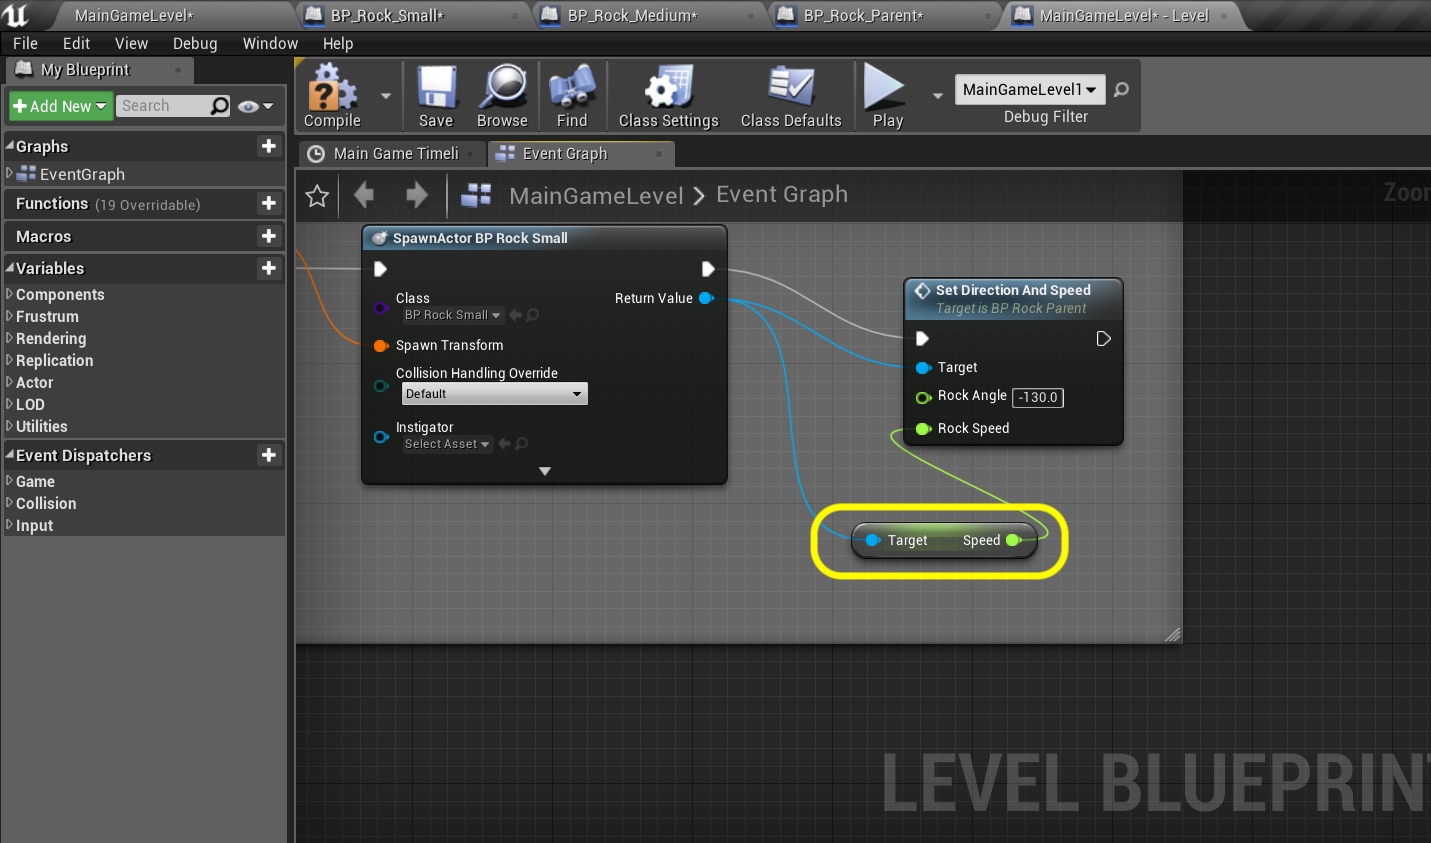 MainGameLevel*
BP_Rock_Small*
BP_Rock_Medium*
BP_Rock_Parent*
MainGameLevel* - Level
File Edit View Debug Window Help
My Blueprint
Add New
Search
Graphs
EventGraph
Functions (19 Overridable)
Macros
Variables
Components
Frustrum
Rendering
Replication
Actor
LOD
Utilities
Event Dispatchers
Game
Collision
Input
Compile
Save
Browse
Find
Class Settings
Class Defaults
Play
MainGameLevel1
Debug Filter
Main Game Timeli
Event Graph
MainGameLevel > Event Graph
Zoor
SpawnActor BP Rock Small
Class
BP Rock Small
Return Value
Spawn Transform
Collision Handling Override
Default
Instigator
Select Asset
Set Direction And Speed
Target is BP Rock Parent
Target
Rock Angle -130.0
Rock Speed
Target Speed
LEVEL BLUEPRIN